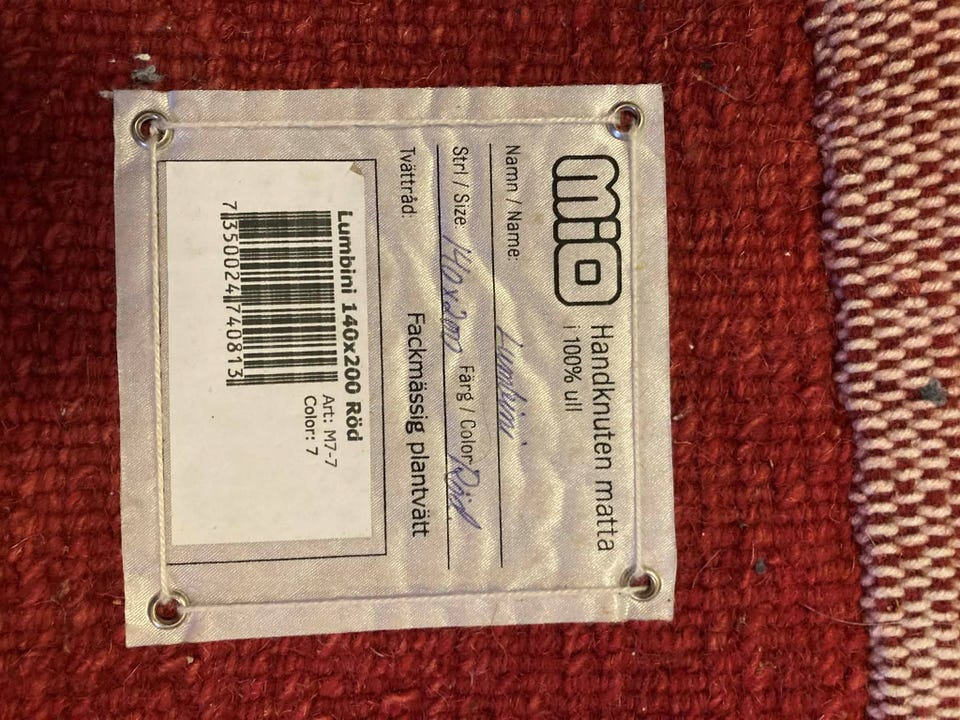 mio
Handknuten matta
i 100% ull
Namn / Name: Lumbini
Strl / Size: 140x200 Färg / Color Röd
Tvättråd: Fackmässig plantvätt
Lumbini 140x200 Röd
Art: M7-7
Color: 7
7 350024 740813